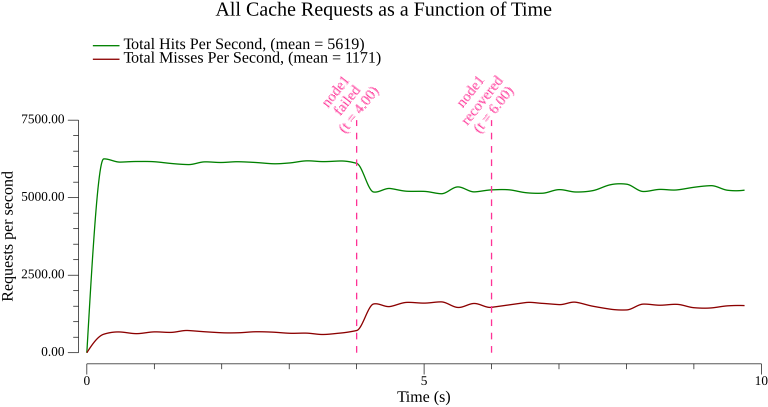 All Cache Requests as a Function of Time
Total Hits Per Second, (mean = 5619)
Total Misses Per Second, (mean = 1171)
node1
failed
(t = 4.00)
node1
recovered
(t = 6.00)
7500.00
5000.00
2500.00
0.00
Requests per second
0
5
10
Time (s)